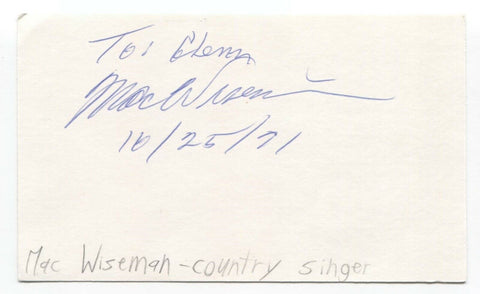 To: Glenn
Mac Wiseman
10/25/71
Mac Wiseman - country singer